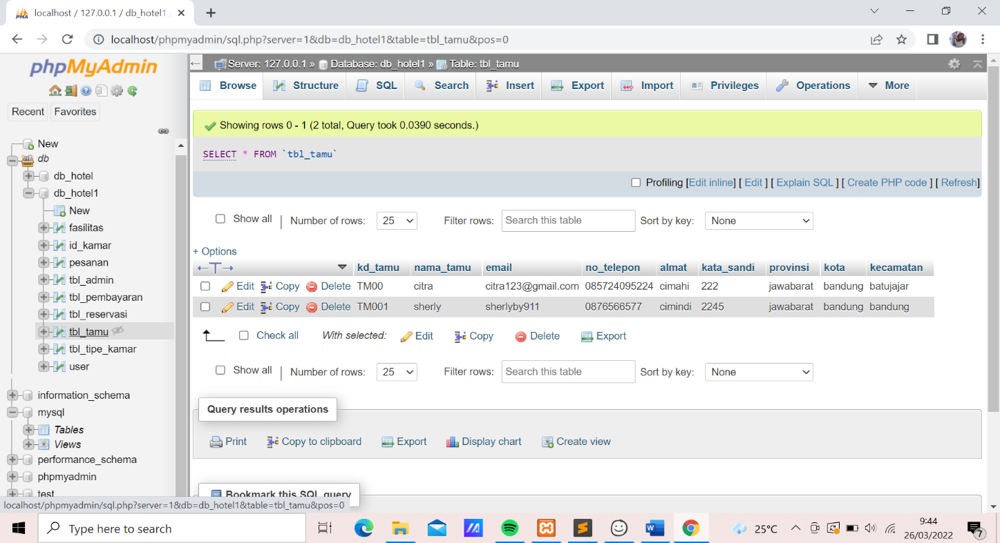 localhost / 127.0.0.1 / db_hotel1
localhost/phpmyadmin/sql.php?server=1&db=db_hotel1&table=tbl_tamu&pos=0
phpMyAdmin
Recent Favorites
New
db
db_hotel
db_hotel1
New
fasilitas
id_kamar
pesanan
tbl_admin
tbl_pembayaran
tbl_reservasi
tbl_tamu
tbl_tipe_kamar
user
information_schema
mysql
Tables
Views
performance_schema
phpmyadmin
test
Server: 127.0.0.1 » Database: db_hotel1 » Table: tbl_tamu
Browse Structure SQL Search Insert Export Import Privileges Operations More
Showing rows 0 - 1 (2 total, Query took 0.0390 seconds.)
SELECT * FROM `tbl_tamu`
Profiling [Edit inline] [ Edit ] [ Explain SQL ] [ Create PHP code ] [ Refresh]
Show all | Number of rows: 25 Filter rows: Search this table Sort by key: None
+ Options
←T→ kd_tamu nama_tamu email no_telepon almat kata_sandi provinsi kota kecamatan
Edit Copy Delete TM00 citra citra123@gmail.com 085724095224 cimahi 222 jawabarat bandung batujajar
Edit Copy Delete TM001 sherly sherlyby911 0876566577 cimindi 2245 jawabarat bandung bandung
Check all With selected: Edit Copy Delete Export
Show all | Number of rows: 25 Filter rows: Search this table Sort by key: None
Query results operations
Print Copy to clipboard Export Display chart Create view
Bookmark this SQL query
localhost/phpmyadmin/sql.php?server=1&db=db_hotel1&table=tbl_tamu&pos=0
Type here to search
25°C
9:44
26/03/2022
7